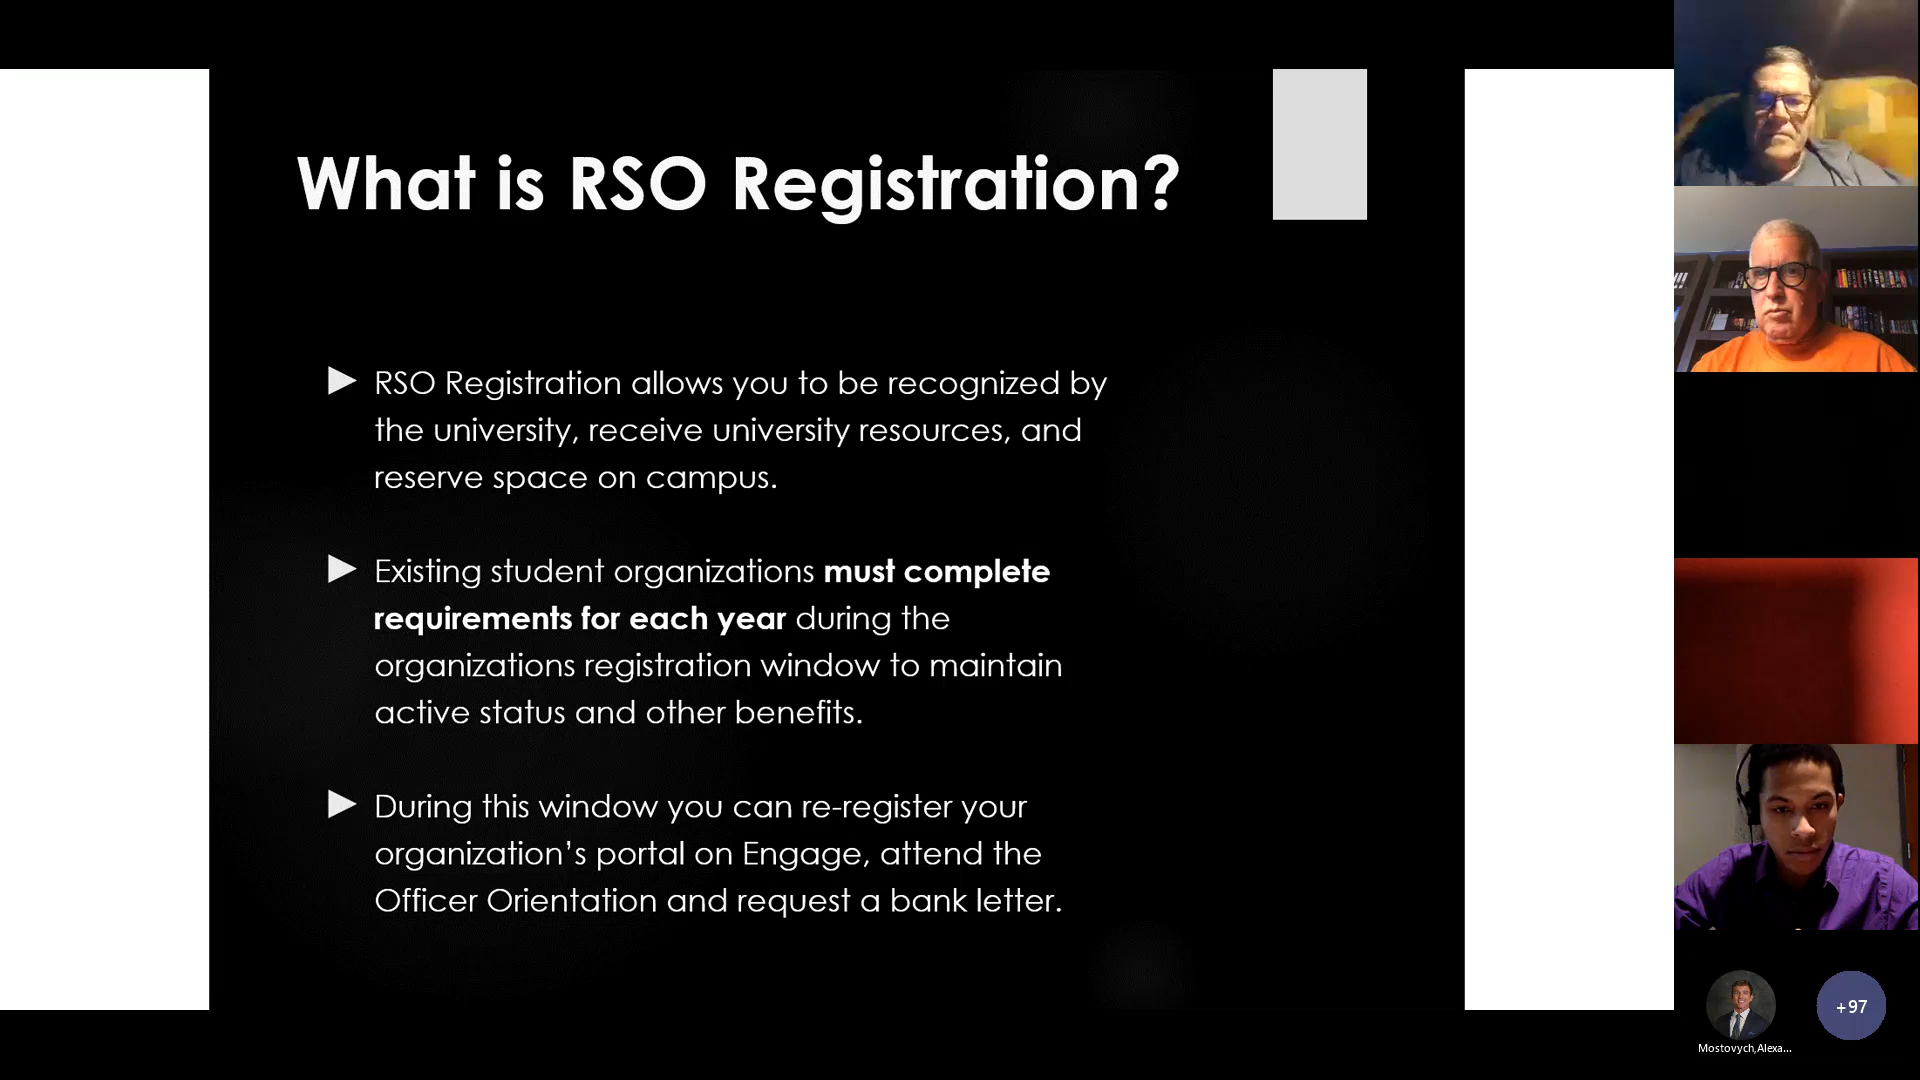 What is RSO Registration?
RSO Registration allows you to be recognized by
the university, receive university resources, and
reserve space on campus.
Existing student organizations must complete
requirements for each year during the
organizations registration window to maintain
active status and other benefits.
During this window you can re-register your
organization’s portal on Engage, attend the
Officer Orientation and request a bank letter.
+97
Mostovych,Alexa...